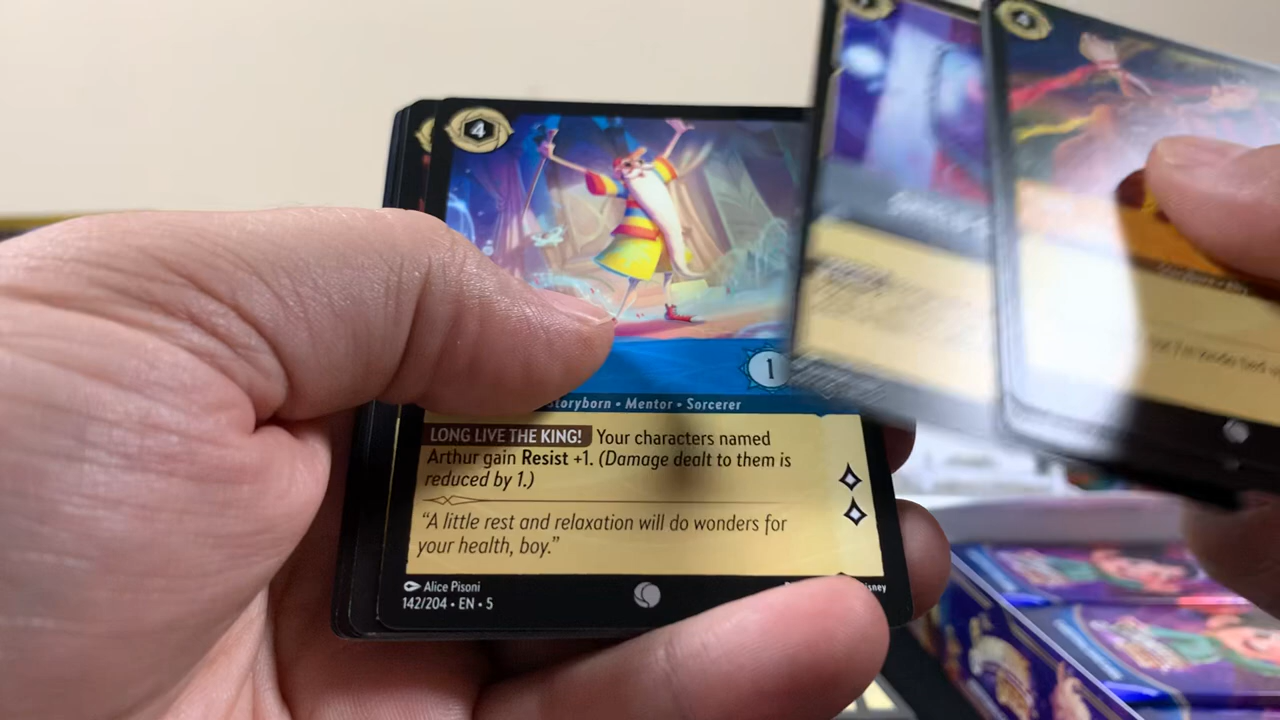 4
4
1
Storyborn • Mentor • Sorcerer
LONG LIVE THE KING! Your characters named
Arthur gain Resist +1. (Damage dealt to them is
reduced by 1.)
“A little rest and relaxation will do wonders for
your health, boy.”
Alice Pisoni
142/204 • EN • 5